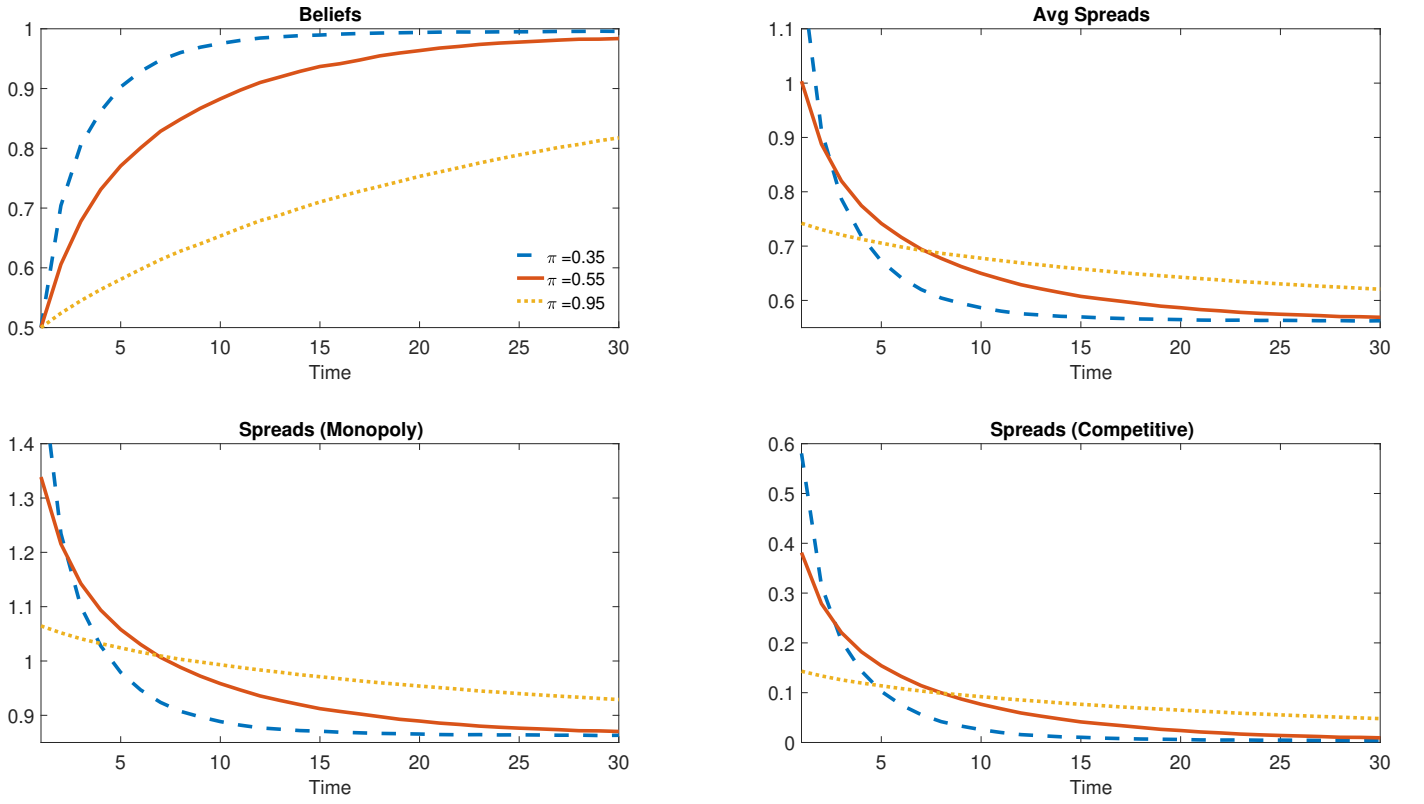 Beliefs
1
0.9
0.8
0.7
0.6
0.5
5 10 15 20 25 30
Time
π =0.35
π =0.55
π =0.95
Avg Spreads
1.1
1
0.9
0.8
0.7
0.6
5 10 15 20 25 30
Time
Spreads (Monopoly)
1.4
1.3
1.2
1.1
1
0.9
5 10 15 20 25 30
Time
Spreads (Competitive)
0.6
0.5
0.4
0.3
0.2
0.1
0
5 10 15 20 25 30
Time